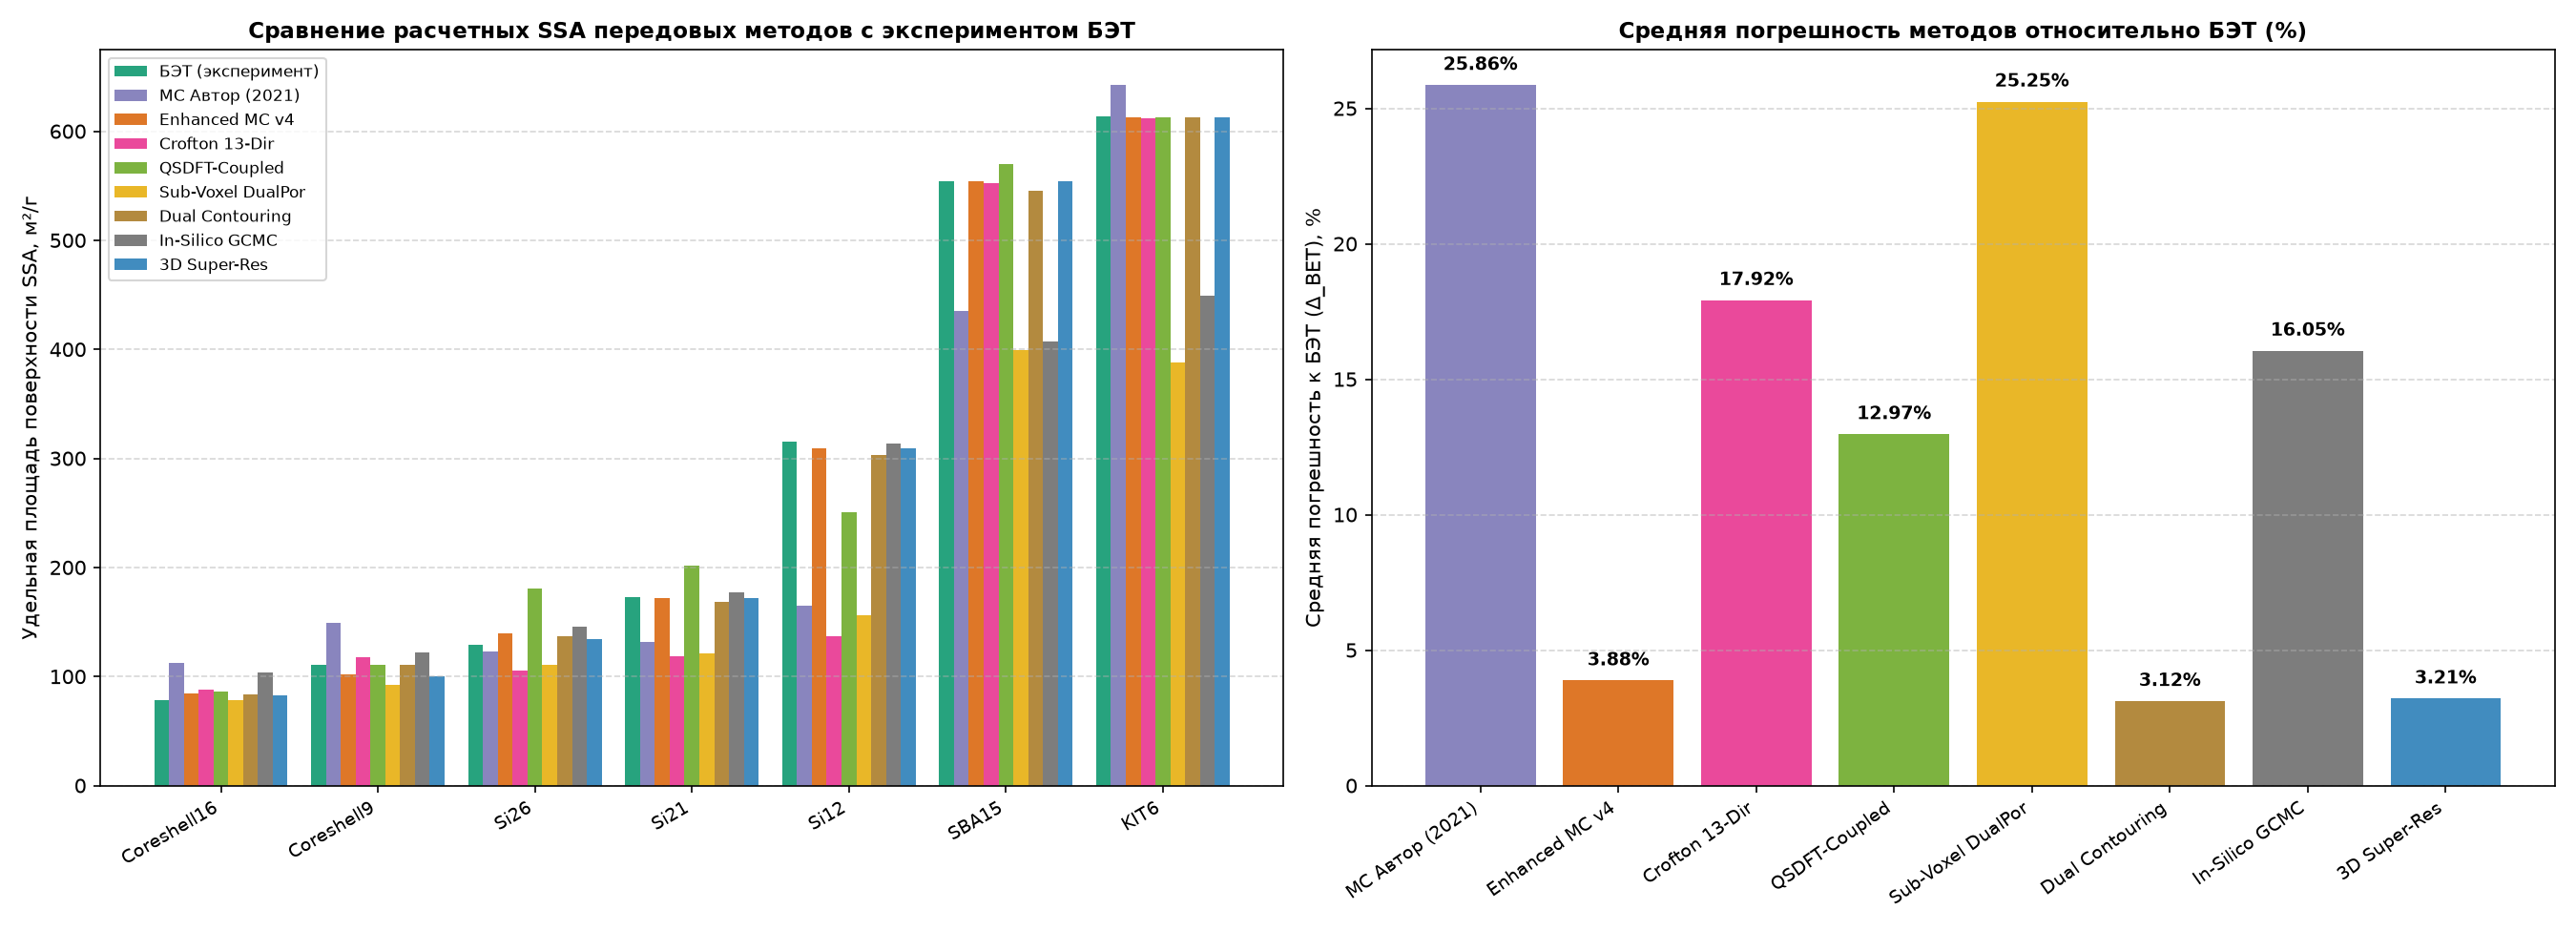 Сравнение расчетных SSA передовых методов с экспериментом БЭТ
Удельная площадь поверхности SSA, м²/г
600
500
400
300
200
100
0
БЭТ (эксперимент)
МС Автор (2021)
Enhanced MC v4
Crofton 13-Dir
QSDFT-Coupled
Sub-Voxel DualPor
Dual Contouring
In-Silico GCMC
3D Super-Res
Coreshell16
Coreshell9
Si26
Si21
Si12
SBA15
KIT6
Средняя погрешность методов относительно БЭТ (%)
Средняя погрешность к БЭТ (Δ_BET), %
25
20
15
10
5
0
25.86%
3.88%
17.92%
12.97%
25.25%
3.12%
16.05%
3.21%
МС Автор (2021)
Enhanced MC v4
Crofton 13-Dir
QSDFT-Coupled
Sub-Voxel DualPor
Dual Contouring
In-Silico GCMC
3D Super-Res